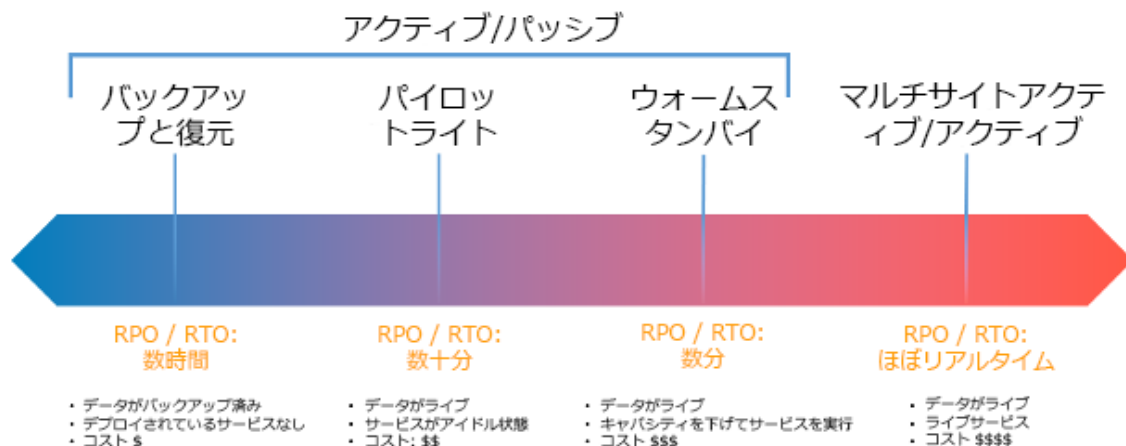 アクティブ/パッシブ
バックアッ
プと復元
パイロッ
トライト
ウォームス
タンバイ
マルチサイトアクテ
ィブ/アクティブ
RPO / RTO:
数時間
RPO / RTO:
数十分
RPO / RTO:
数分
RPO / RTO:
ほぼリアルタイム
• データがバックアップ済み
• デプロイされているサービスなし
• コスト $
• データがライブ
• サービスがアイドル状態
• コスト: $$
• データがライブ
• キャパシティを下げてサービスを実行
• コスト $$$
• データがライブ
• ライブサービス
• コスト $$$$